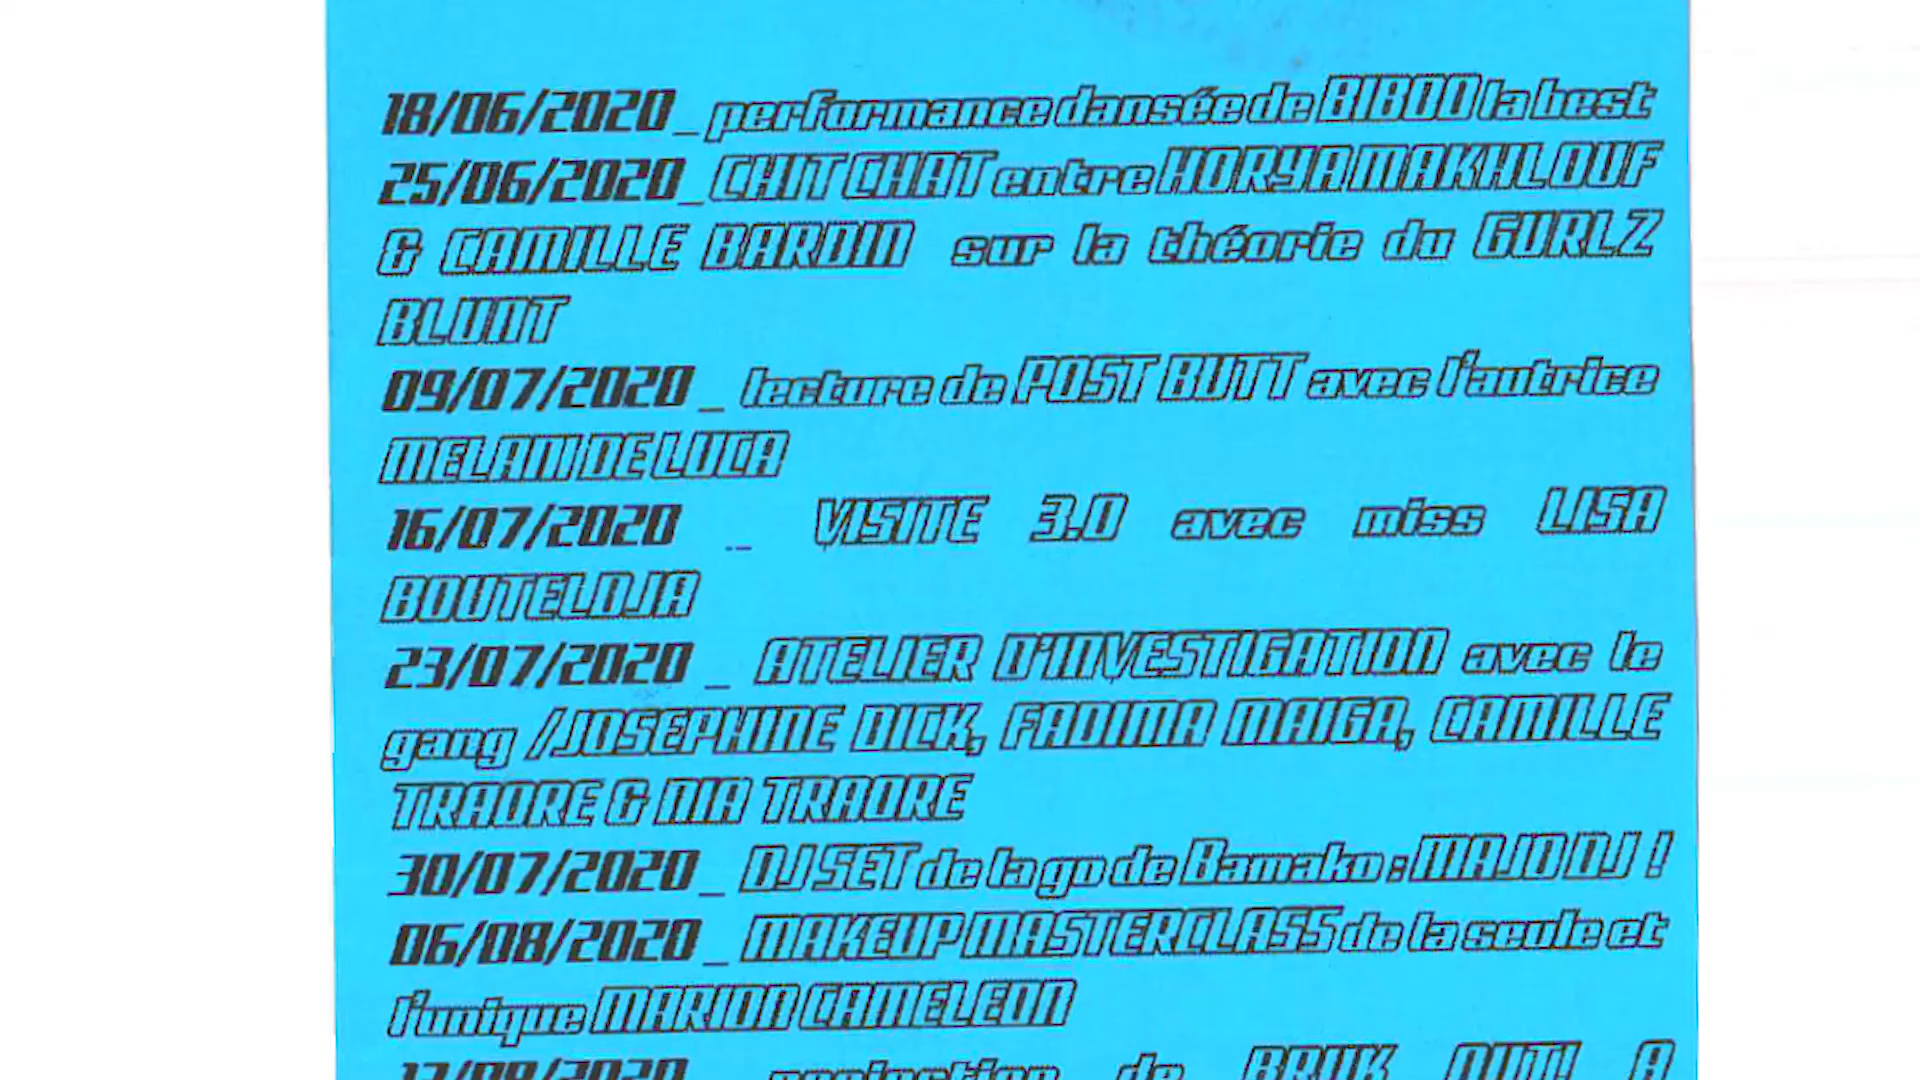 18/06/2020 _ performance dansée de BIBOO la best
25/06/2020 _ CHIT CHAT entre HORYA MAKHLOUF
& CAMILLE BARDIN sur la théorie du GURLZ
BLUNT
09/07/2020 _ lecture de POST BUTT avec l'autrice
MELANI DE LUCA
16/07/2020 _ VISITE 3.0 avec miss LISA
BOUTELDJA
23/07/2020 _ ATELIER D'INVESTIGATION avec le
gang /JOSEPHINE DICK, FADIMA MAIGA, CAMILLE
TRAORE & NIA TRAORE
30/07/2020 _ DJ SET de la go de Bamako : MAJO DJ !
06/08/2020 _ MAKEUP MASTERCLASS de la seule et
l'unique MARION CAMELEON
projection de BRUK OUT! A